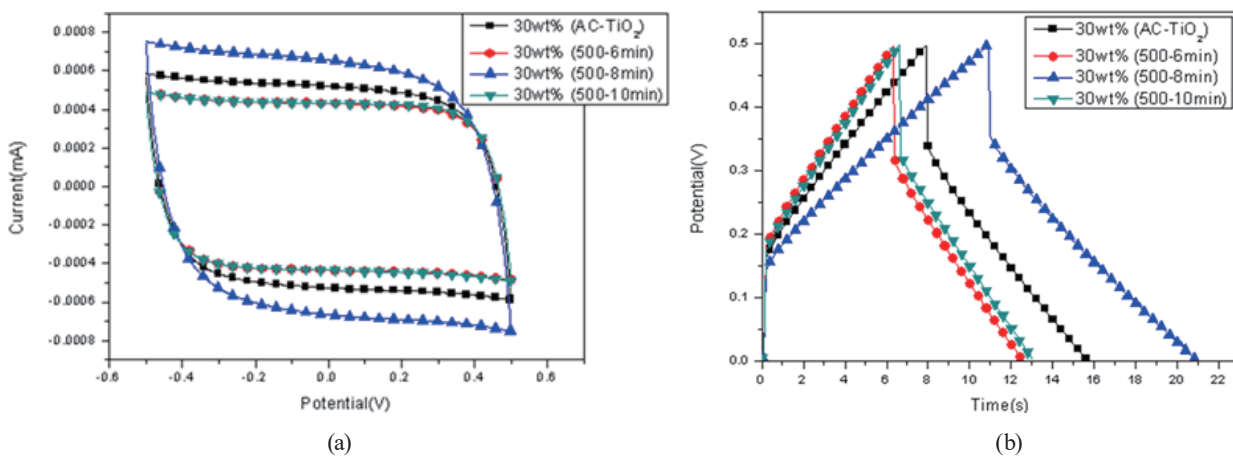 30wt% (AC-TiO₂)
30wt% (500-6min)
30wt% (500-8min)
30wt% (500-10min)
0.0008
0.0006
0.0004
0.0002
0.0000
-0.0002
-0.0004
-0.0006
-0.0008
Current(mA)
-0.6
-0.4
-0.2
0.0
0.2
0.4
0.6
Potential(V)
(a)
30wt% (AC-TiO₂)
30wt% (500-6min)
30wt% (500-8min)
30wt% (500-10min)
0.5
0.4
0.3
0.2
0.1
0.0
Potential(V)
0
2
4
6
8
10
12
14
16
18
20
22
Time(s)
(b)